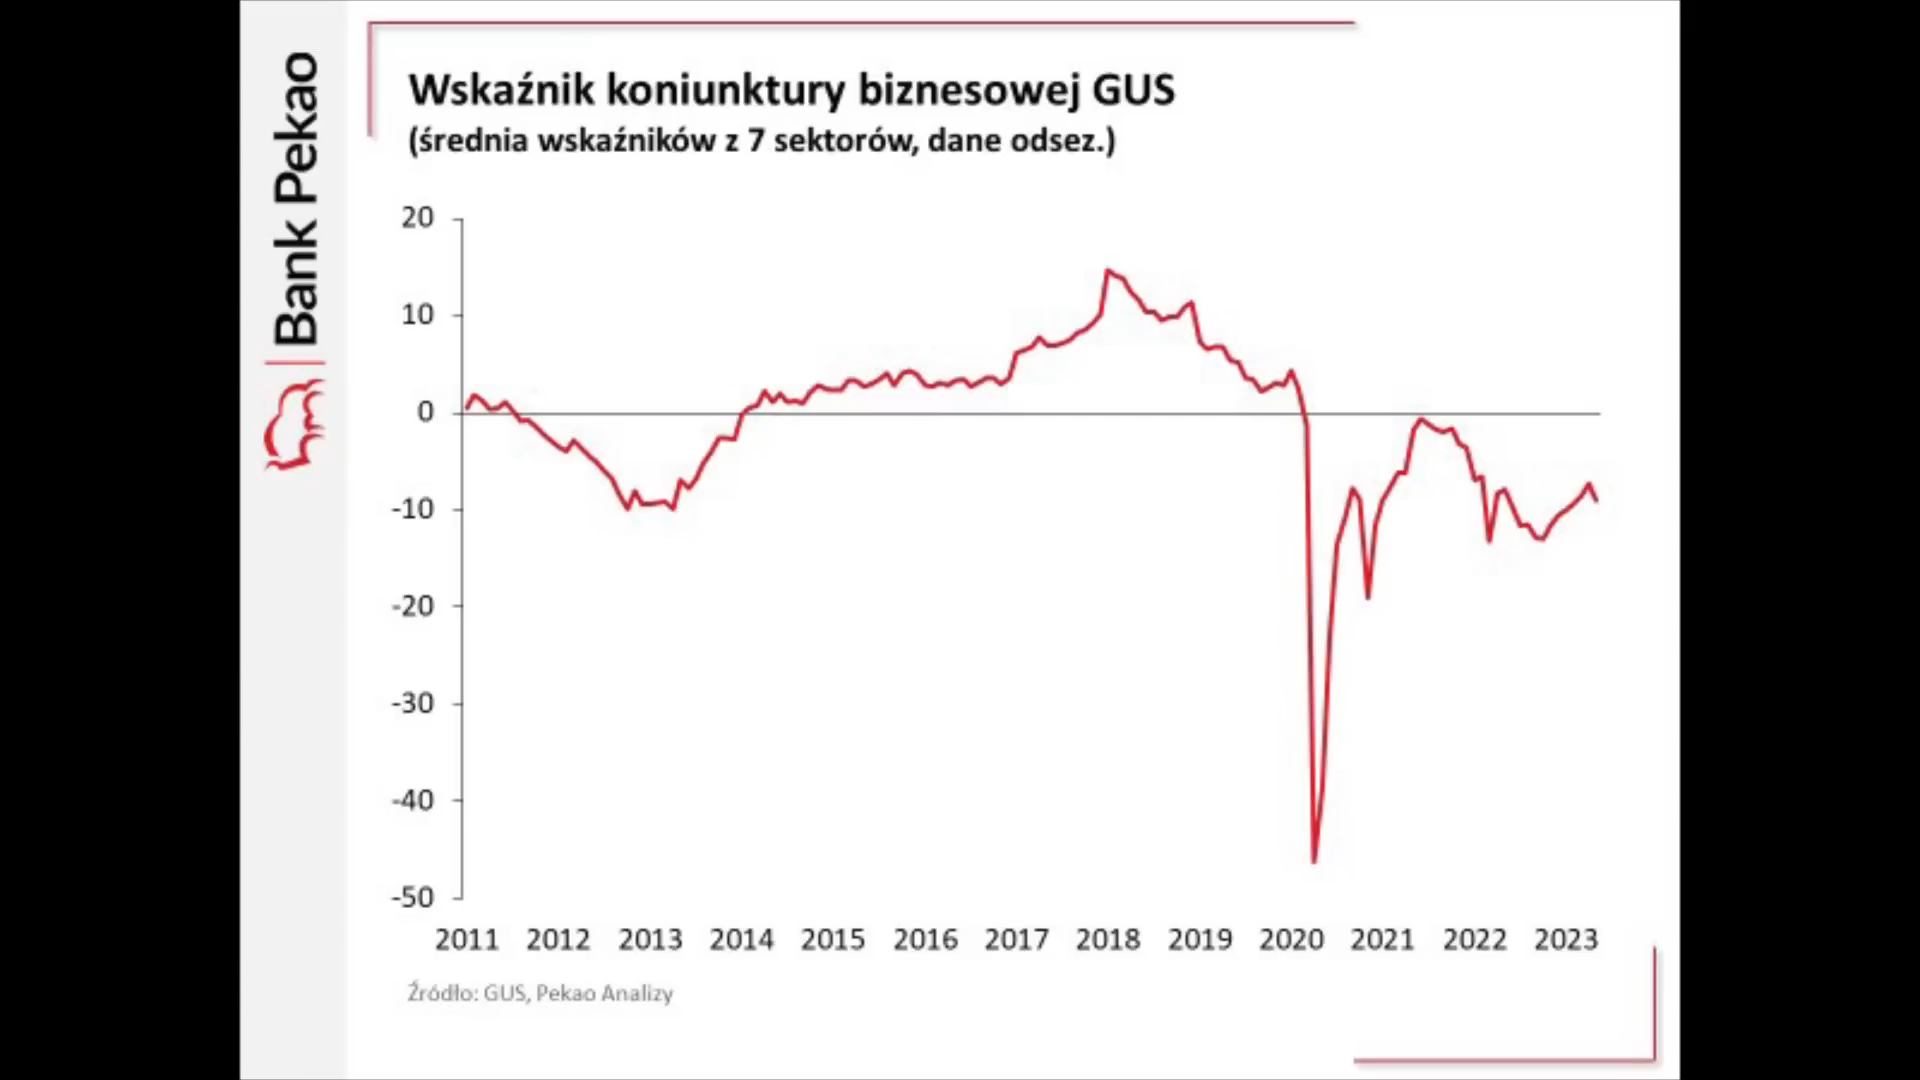 Bank Pekao
Wskaźnik koniunktury biznesowej GUS
(średnia wskaźników z 7 sektorów, dane odsez.)
20
10
0
-10
-20
-30
-40
-50
2011 2012 2013 2014 2015 2016 2017 2018 2019 2020 2021 2022 2023
Źródło: GUS, Pekao Analizy